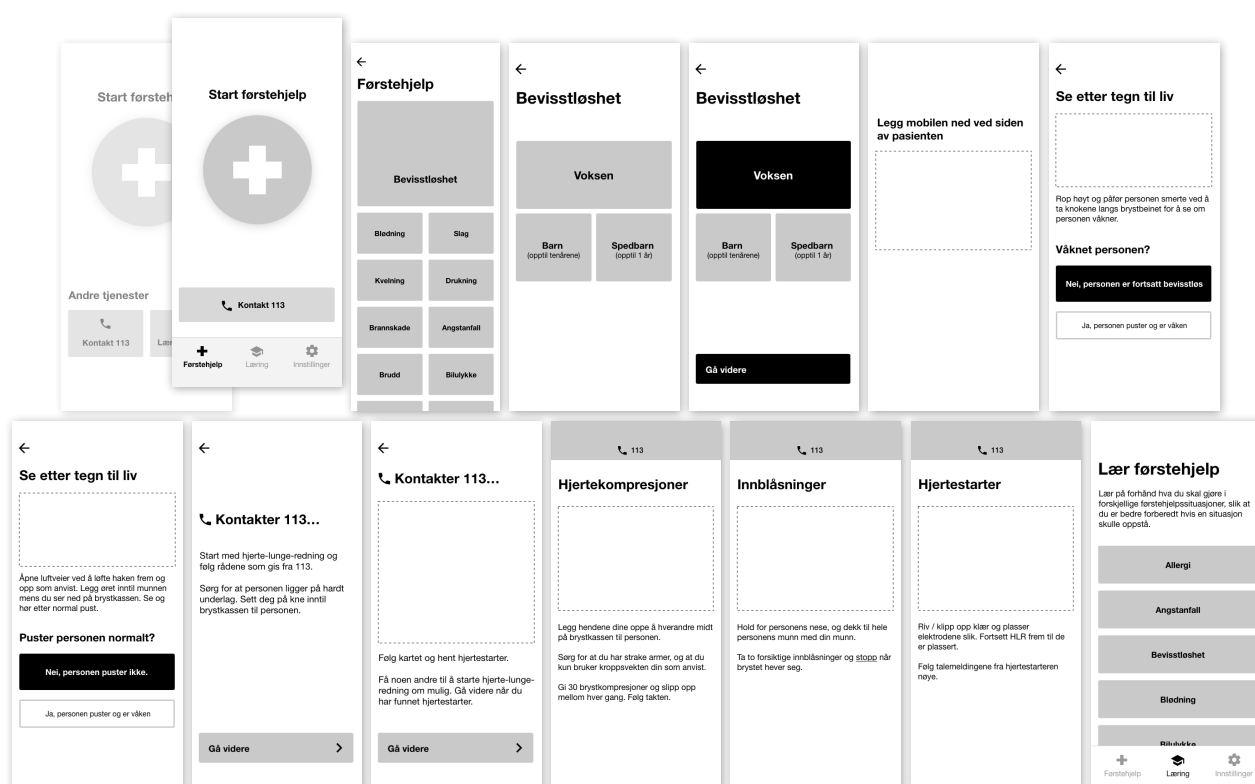 Start førsteh
Andre tjenester
Kontakt 113
Start førstehjelp
Kontakt 113
Førstehjelp
Læring
Innstillinger
Førstehjelp
Bevisstløshet
Blødning
Slag
Kvelning
Drukning
Brannskade
Angstanfall
Brudd
Bilulykke
Bevisstløshet
Voksen
Barn
(opptil tenårene)
Spedbarn
(opptil 1 år)
Bevisstløshet
Voksen
Barn
(opptil tenårene)
Spedbarn
(opptil 1 år)
Gå videre
Legg mobilen ned ved siden
av pasienten
Se etter tegn til liv
Rop høyt og påfør personen smerte ved å
ta knokene langs brystbeinet for å se om
personen våkner.
Våknet personen?
Nei, personen er fortsatt bevisstløs
Ja, personen puster og er våken
Se etter tegn til liv
Åpne luftveier ved å løfte haken frem og
opp som anvist. Legg øret inntil munnen
mens du ser ned på brystkassen. Se og
hør etter normal pust.
Puster personen normalt?
Nei, personen puster ikke.
Ja, personen puster og er våken
Kontakter 113...
Start med hjerte-lunge-redning og
følg rådene som gis fra 113.
Sørg for at personen ligger på hardt
underlag. Sett deg på kne inntil
brystkassen til personen.
Gå videre
Kontakter 113...
Følg kartet og hent hjertestarter.
Få noen andre til å starte hjerte-lunge-
redning om mulig. Gå videre når du
har funnet hjertestarter.
Gå videre
113
Hjertekompresjoner
Legg hendene dine oppe å hverandre midt
på brystkassen til personen.
Sørg for at du har strake armer, og at du
kun bruker kroppsvekten din som anvist.
Gi 30 brystkompresjoner og slipp opp
mellom hver gang. Følg takten.
113
Innblåsninger
Hold for personens nese, og dekk til hele
personens munn med din munn.
Ta to forsiktige innblåsninger og stopp når
brystet hever seg.
113
Hjertestarter
Riv / klipp opp klær og plasser
elektrodene slik. Fortsett HLR frem til de
er plassert.
Følg talemeldingene fra hjertestarteren
nøye.
Lær førstehjelp
Lær på forhånd hva du skal gjøre i
forskjellige førstehjelpssituasjoner, slik at
du er bedre forberedt hvis en situasjon
skulle oppstå.
Allergi
Angstanfall
Bevisstløshet
Blødning
Bilulykke
Førstehjelp
Læring
Innstillinger